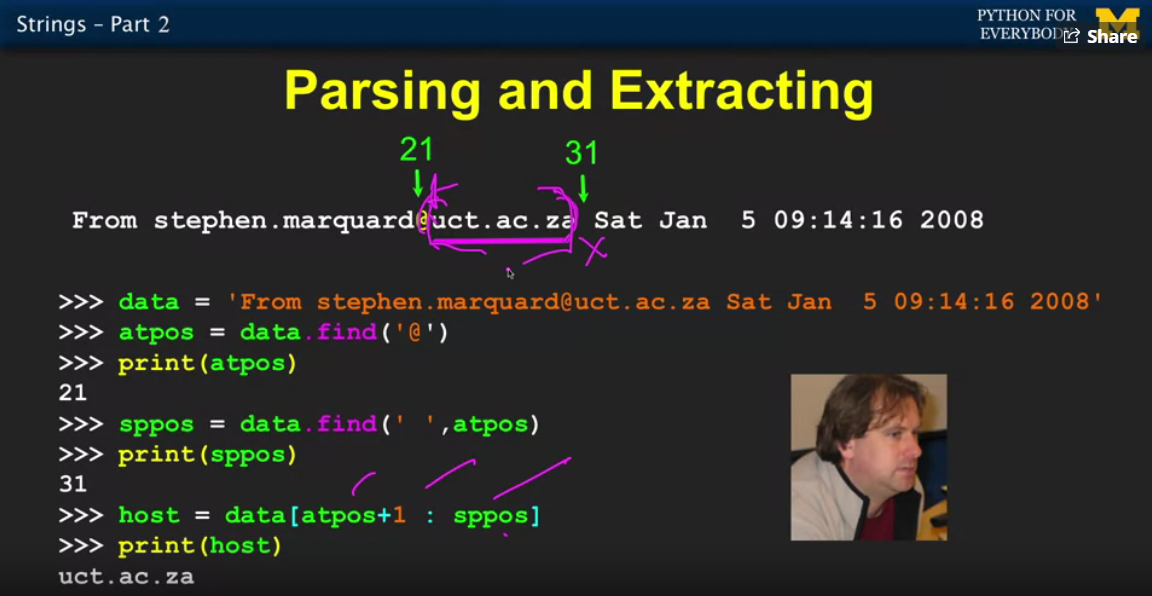 Strings – Part 2
PYTHON FOR
EVERYBODY
Share
Parsing and Extracting
21
31
From stephen.marquard@uct.ac.za Sat Jan  5 09:14:16 2008
x
>>> data = 'From stephen.marquard@uct.ac.za Sat Jan  5 09:14:16 2008'
>>> atpos = data.find('@')
>>> print(atpos)
21
>>> sppos = data.find(' ',atpos)
>>> print(sppos)
31
>>> host = data[atpos+1 : sppos]
>>> print(host)
uct.ac.za